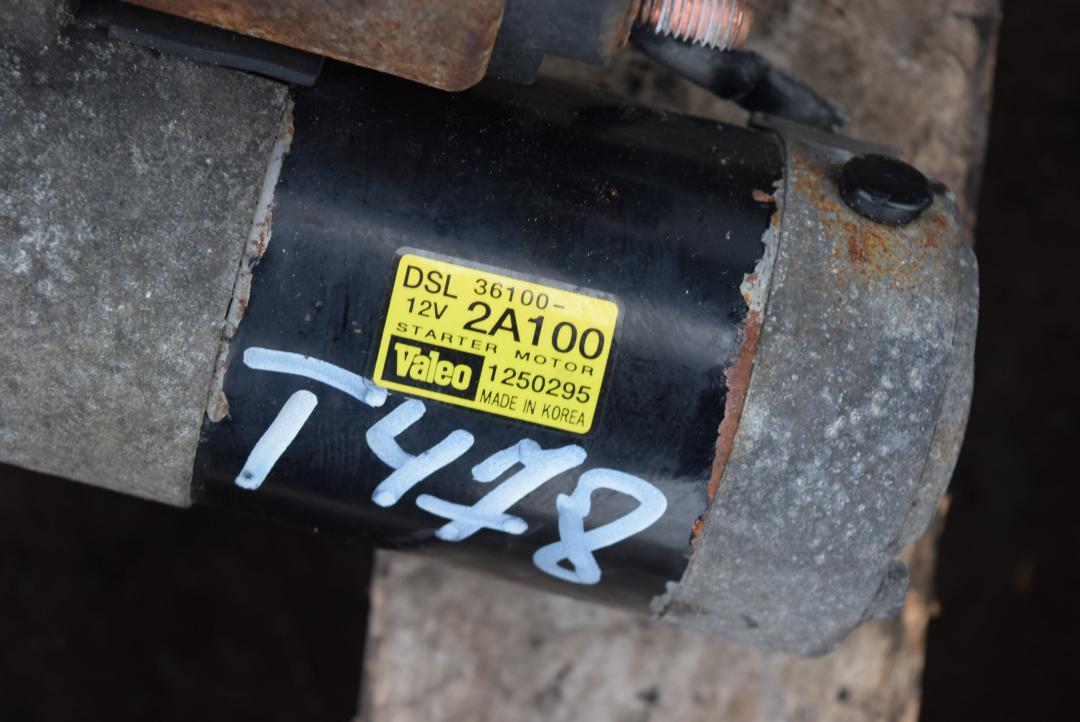 DSL 36100-
12V 2A100
STARTER MOTOR
Valeo 1250295
MADE IN KOREA
T478